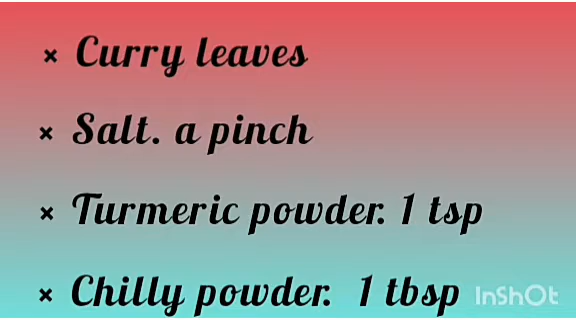 × Curry leaves
× Salt. a pinch
× Turmeric powder. 1 tsp
× Chilly powder. 1 tbsp
InShOt